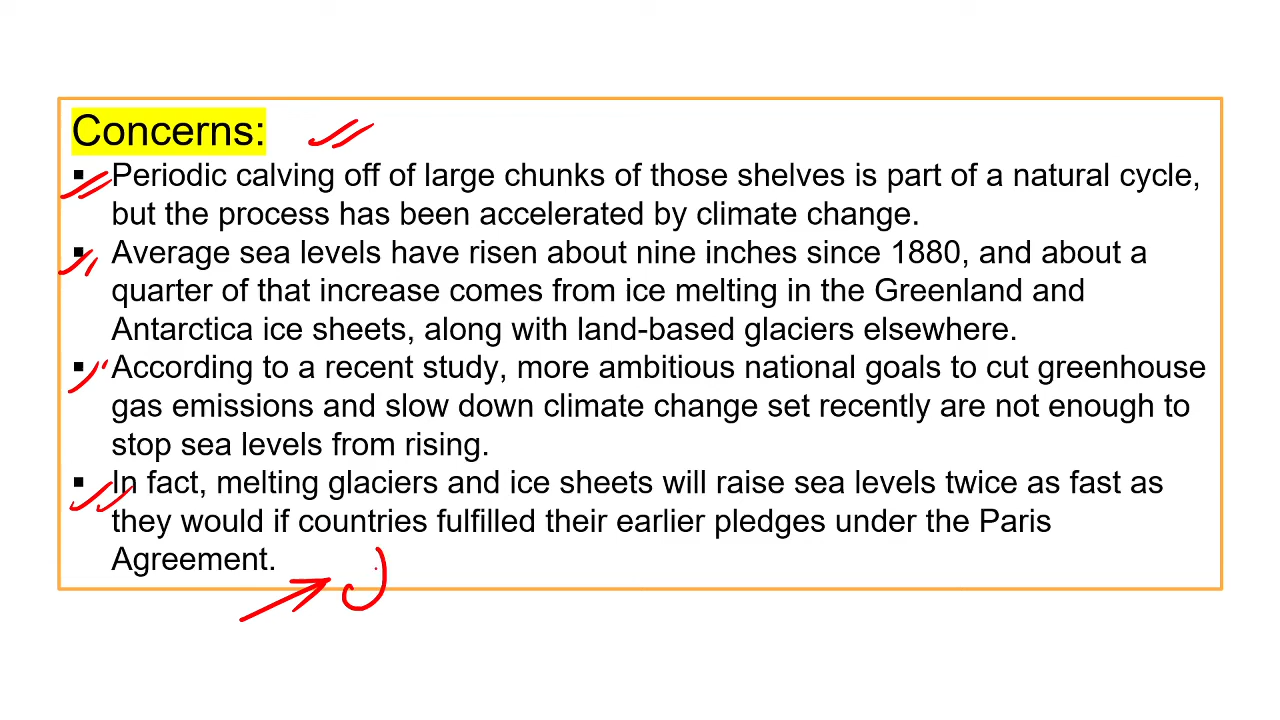 Concerns:
▪ Periodic calving off of large chunks of those shelves is part of a natural cycle,
but the process has been accelerated by climate change.
▪ Average sea levels have risen about nine inches since 1880, and about a
quarter of that increase comes from ice melting in the Greenland and
Antarctica ice sheets, along with land-based glaciers elsewhere.
▪ According to a recent study, more ambitious national goals to cut greenhouse
gas emissions and slow down climate change set recently are not enough to
stop sea levels from rising.
▪ In fact, melting glaciers and ice sheets will raise sea levels twice as fast as
they would if countries fulfilled their earlier pledges under the Paris
Agreement.